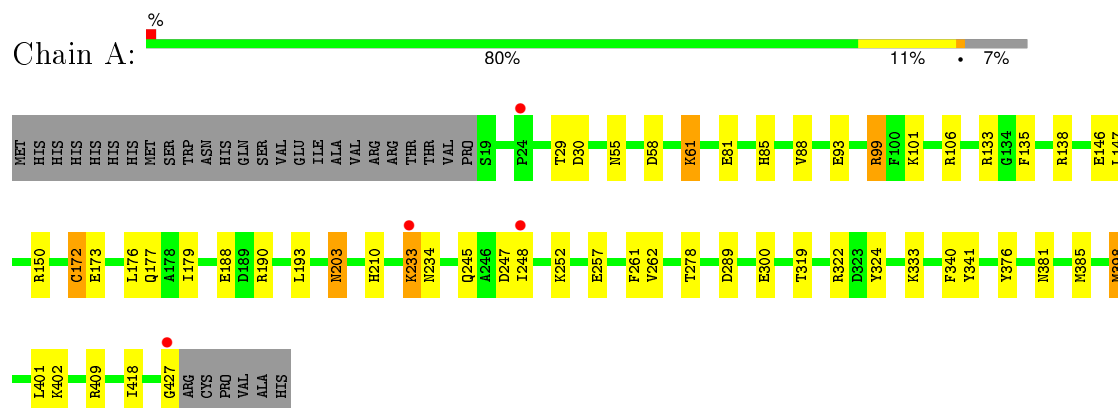 %
Chain A:
80% 11% • 7%
MET HIS HIS HIS HIS HIS HIS MET SER TRP ASN HIS GLN SER VAL GLU ILE ALA VAL ARG ARG THR THR VAL PRO S19 P24 T29 D30 N55 D58 K61 E81 H85 V88 E93 R99 F100 K101 R106 R133 G134 F135 R138 E146 L147
R150 C172 E173 L176 Q177 A178 I179 E188 D189 R190 L193 N203 H210 K233 N234 Q245 A246 D247 I248 K252 E257 F261 V262 T278 D289 E300 T319 R322 D323 Y324 K333 F340 Y341 Y376 N381 M385
L401 K402 R409 I418 G427 ARG CYS PRO VAL ALA HIS